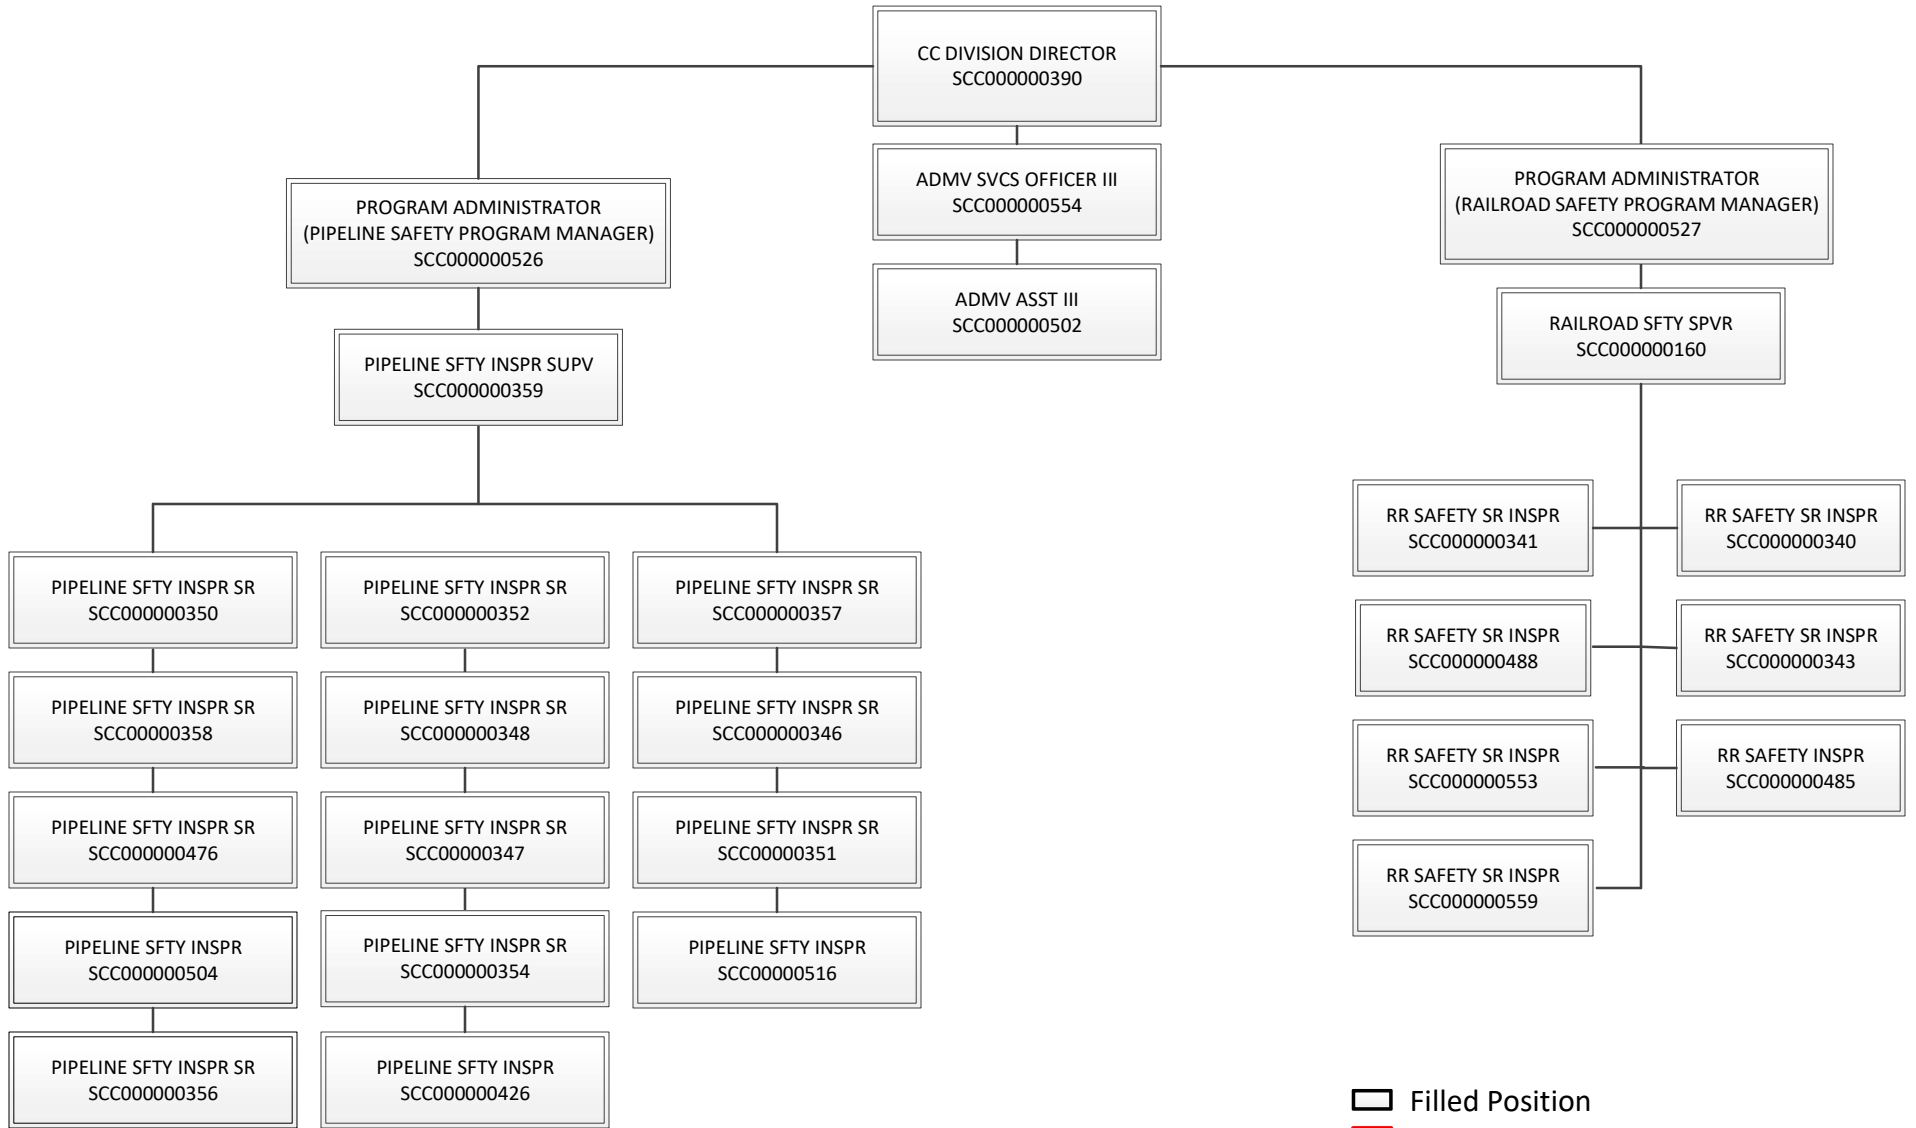 CC DIVISION DIRECTOR
SCC000000390
ADMV SVCS OFFICER III
SCC000000554
ADMV ASST III
SCC000000502
PROGRAM ADMINISTRATOR
(PIPELINE SAFETY PROGRAM MANAGER)
SCC000000526
PIPELINE SFTY INSPR SUPV
SCC000000359
PIPELINE SFTY INSPR SR
SCC000000350
PIPELINE SFTY INSPR SR
SCC00000358
PIPELINE SFTY INSPR SR
SCC000000476
PIPELINE SFTY INSPR
SCC000000504
PIPELINE SFTY INSPR SR
SCC000000356
PIPELINE SFTY INSPR SR
SCC000000352
PIPELINE SFTY INSPR SR
SCC000000348
PIPELINE SFTY INSPR SR
SCC00000347
PIPELINE SFTY INSPR SR
SCC000000354
PIPELINE SFTY INSPR
SCC000000426
PIPELINE SFTY INSPR SR
SCC000000357
PIPELINE SFTY INSPR SR
SCC000000346
PIPELINE SFTY INSPR SR
SCC00000351
PIPELINE SFTY INSPR
SCC00000516
PROGRAM ADMINISTRATOR
(RAILROAD SAFETY PROGRAM MANAGER)
SCC000000527
RAILROAD SFTY SPVR
SCC000000160
RR SAFETY SR INSPR
SCC000000341
RR SAFETY SR INSPR
SCC000000340
RR SAFETY SR INSPR
SCC000000488
RR SAFETY SR INSPR
SCC000000343
RR SAFETY SR INSPR
SCC000000553
RR SAFETY INSPR
SCC000000485
RR SAFETY SR INSPR
SCC000000559
Filled Position